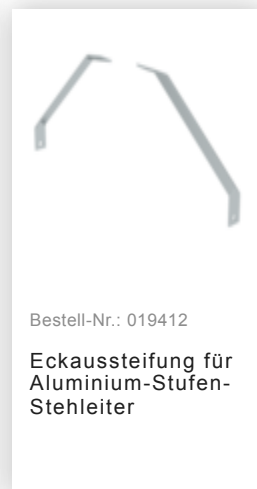 Bestell-Nr.: 019412
Eckaussteifung für
Aluminium-Stufen-
Stehleiter